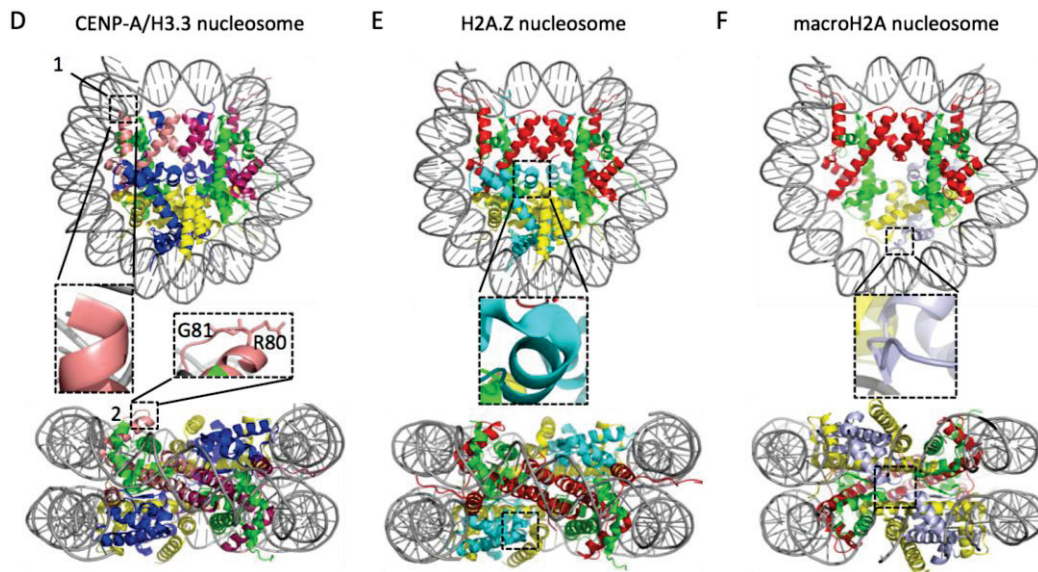 D CENP-A/H3.3 nucleosome
E H2A.Z nucleosome
F macroH2A nucleosome
1
G81
R80
2